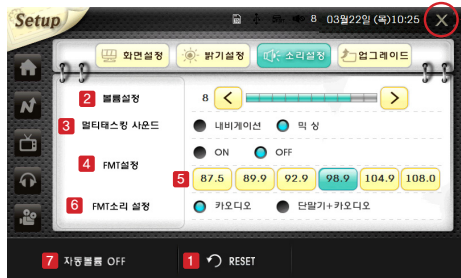 Setup 8 03월22일 (목)10:25
화면설정 밝기설정 소리설정 업그레이드
2 볼륨설정 8
3 멀티태스킹 사운드 내비게이션 믹 싱
4 FMT설정 ON OFF
5 87.5 89.9 92.9 98.9 104.9 108.0
6 FMT소리 설정 카오디오 단말기+카오디오
7 자동볼륨 OFF 1 RESET